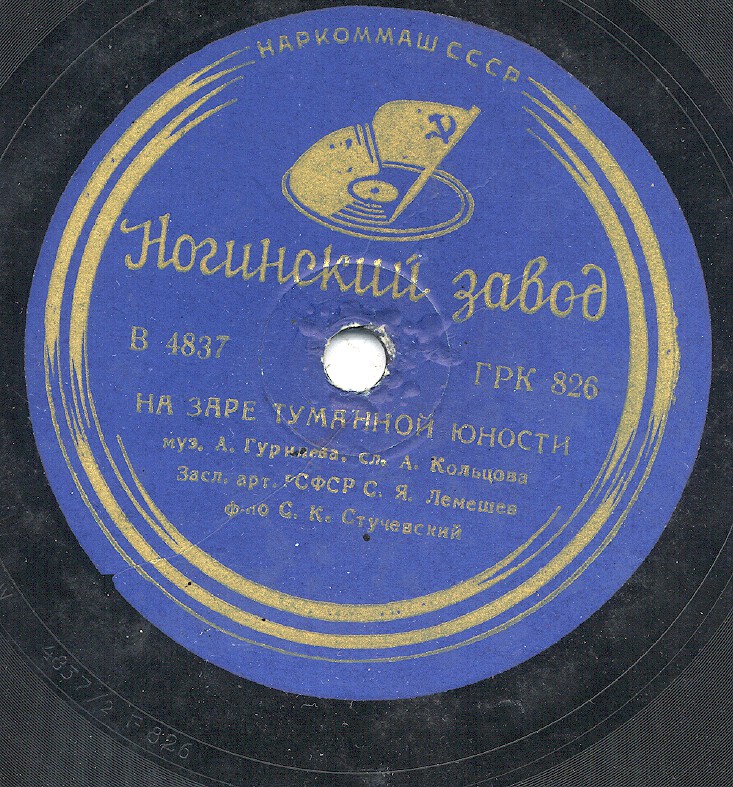 НАРКОММАШ СССР
Ногинский завод
В 4837
ГРК 826
НА ЗАРЕ ТУМАННОЙ ЮНОСТИ
муз. А. Гурилева, сл. А. Кольцова
Засл. арт. РСФСР С. Я. Лемешев
ф-по С. К. Стучевский
4837/2 Г-826